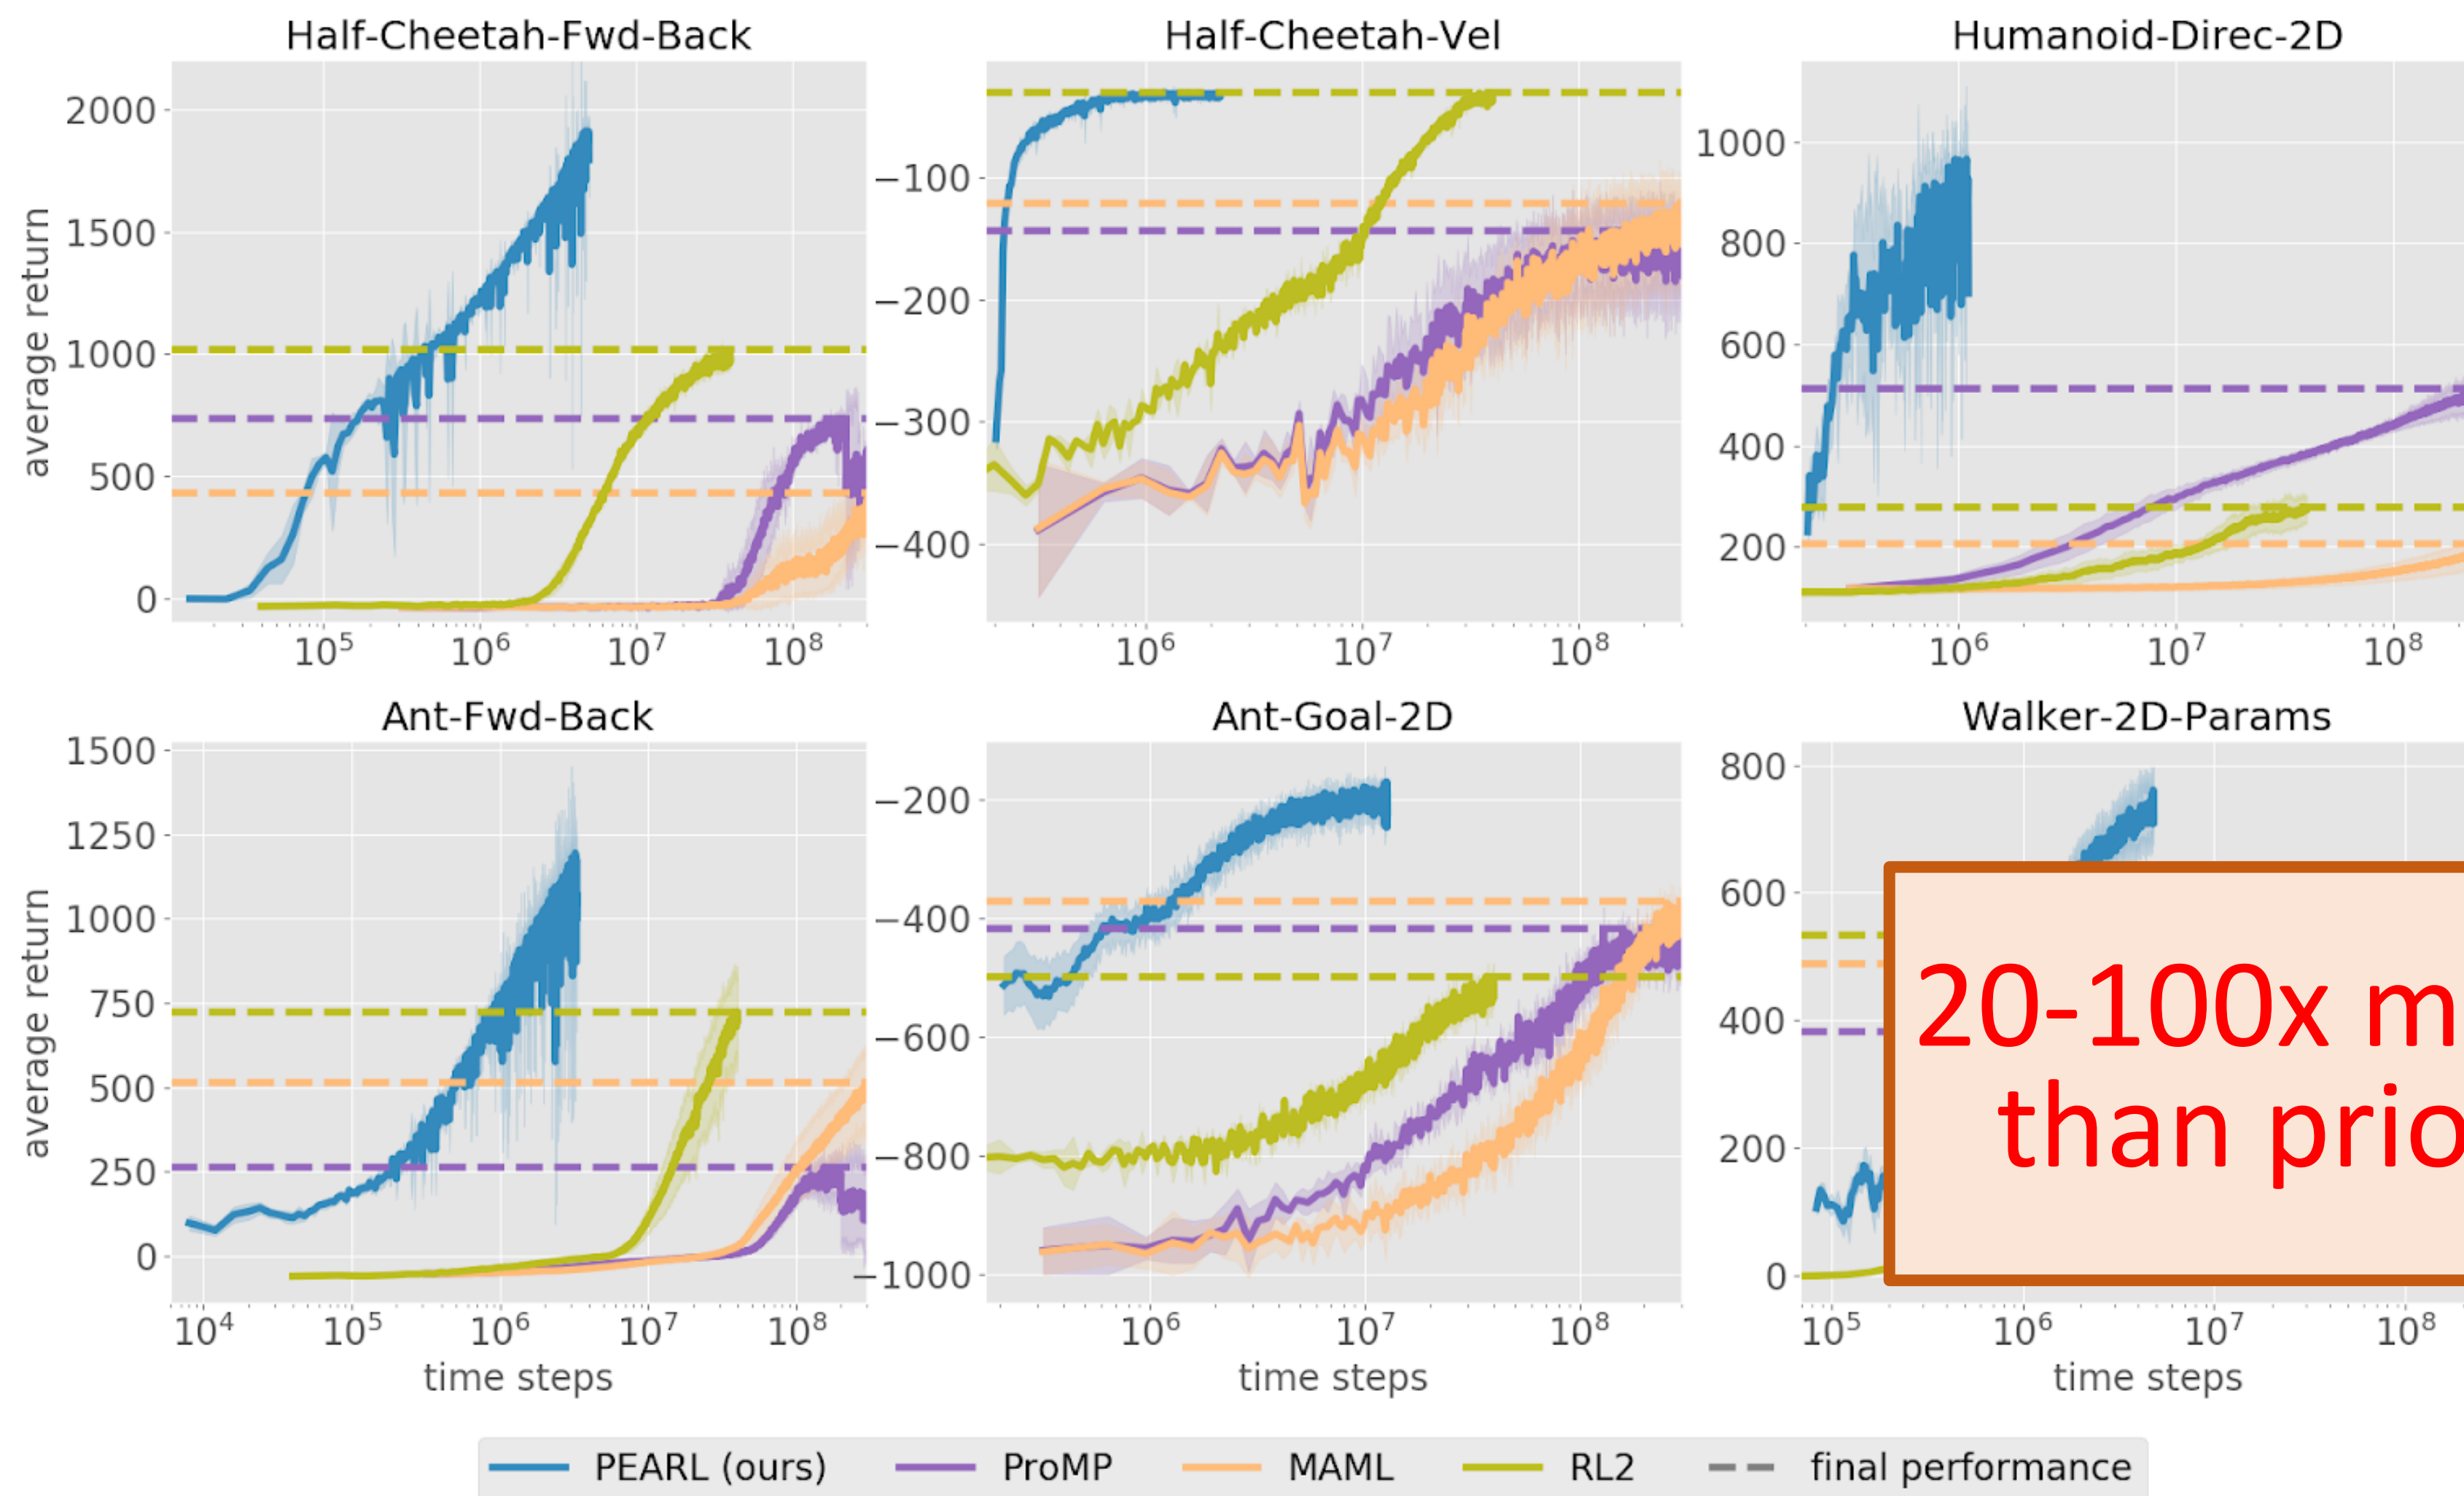 Half-Cheetah-Fwd-Back
Half-Cheetah-Vel
Humanoid-Direc-2D
average return
2000
1500
1000
500
0
10⁵ 10⁶ 10⁷ 10⁸
−100
−200
−300
−400
10⁶ 10⁷ 10⁸
1000
800
600
400
200
10⁶ 10⁷ 10⁸
Ant-Fwd-Back
Ant-Goal-2D
Walker-2D-Params
average return
1500
1250
1000
750
500
250
0
10⁴ 10⁵ 10⁶ 10⁷ 10⁸
time steps
−200
−400
−600
−800
−1000
10⁶ 10⁷ 10⁸
time steps
800
600
400
200
0
10⁵ 10⁶ 10⁷ 10⁸
time steps
20-100x m
than prio
PEARL (ours) ProMP MAML RL2 final performance